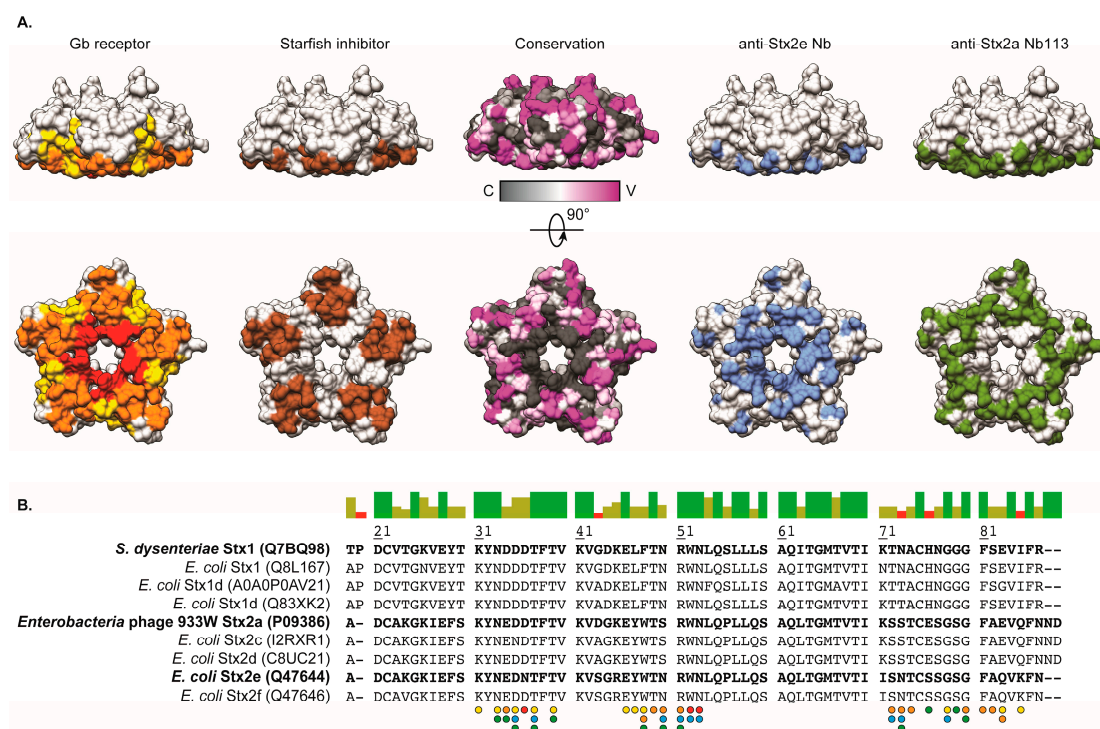 A.
Gb receptor Starfish inhibitor Conservation anti Stx2e Nb anti Stx2a Nb113
C V
90°
B.
21 31 41 51 61 71 81
S. dysenteriae Stx1 (Q7BQ98) TP DCVTGKVEYT KYNDDDTFTV KVGDKELFTN RWNLQSLLLS AQITGMTVTI KTNACHNGGG FSEVIFR--
E. coli Stx1 (Q8L167) AP DCVTGNVEYT KYNDDDTFTV KVGDKELFTN RWNLQSLLLS AQITGMTVTI NTNACHNGGG FSEVIFR--
E. coli Stx1d (A0A0P0AV21) AP DCVTGKVEYT KYNDDDTFTV KVADKELFTN RWNFQSLLLS AQITGMAVTI KTTACHNGGG FSEVIFR--
E. coli Stx1d (Q83XK2) AP DCVTGKVEYT KYNDDDTFTV KVADKELFTN RWNLQSLLLS AQITGMTVTI KTTACHNGGG FSEVIFR--
Enterobacteria phage 933W Stx2a (P09386) A- DCAKGKIEFS KYNEDDTFTV KVDGKEYWTS RWNLQPLLQS AQLTGMTVTI KSSTCESGSG FAEVQFNND
E. coli Stx2c (I2RXR1) A- DCAKGKIEFS KYNENDTFTV KVAGKEYWTS RWNLQPLLQS AQLTGMTVTI KSSTCESGSG FAEVQFNND
E. coli Stx2d (C8UC21) A- DCAKGKIEFS KYNENDTFTV KVAGKEYWTS RWNLQPLLQS AQLTGMTVTI KSSTCESGSG FAEVQFNND
E. coli Stx2e (Q47644) A- DCAKGKIEFS KYNEDNTFTV KVSGREYWTN RWNLQPLLQS AQLTGMTVTI ISNTCSSGSG FAQVKFN--
E. coli Stx2f (Q47646) A- DCAVGKIEFS KYNEDDTFTV KVSGREYWTN RWNLQPLLQS AQLTGMTVTI ISNTCSSGSG FAQVKFN--